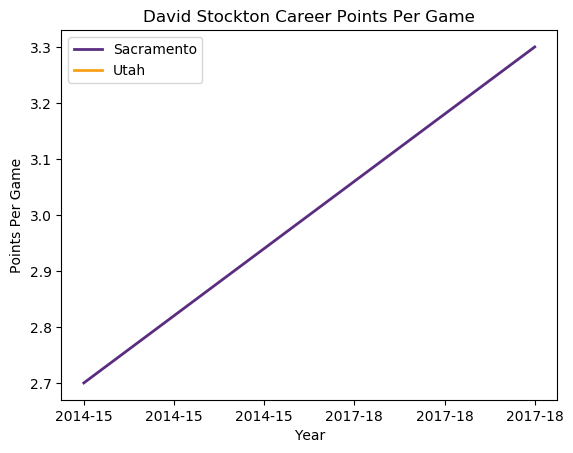 David Stockton Career Points Per Game
Sacramento
Utah
Points Per Game
3.3
3.2
3.1
3.0
2.9
2.8
2.7
2014-15 2014-15 2014-15 2017-18 2017-18 2017-18
Year